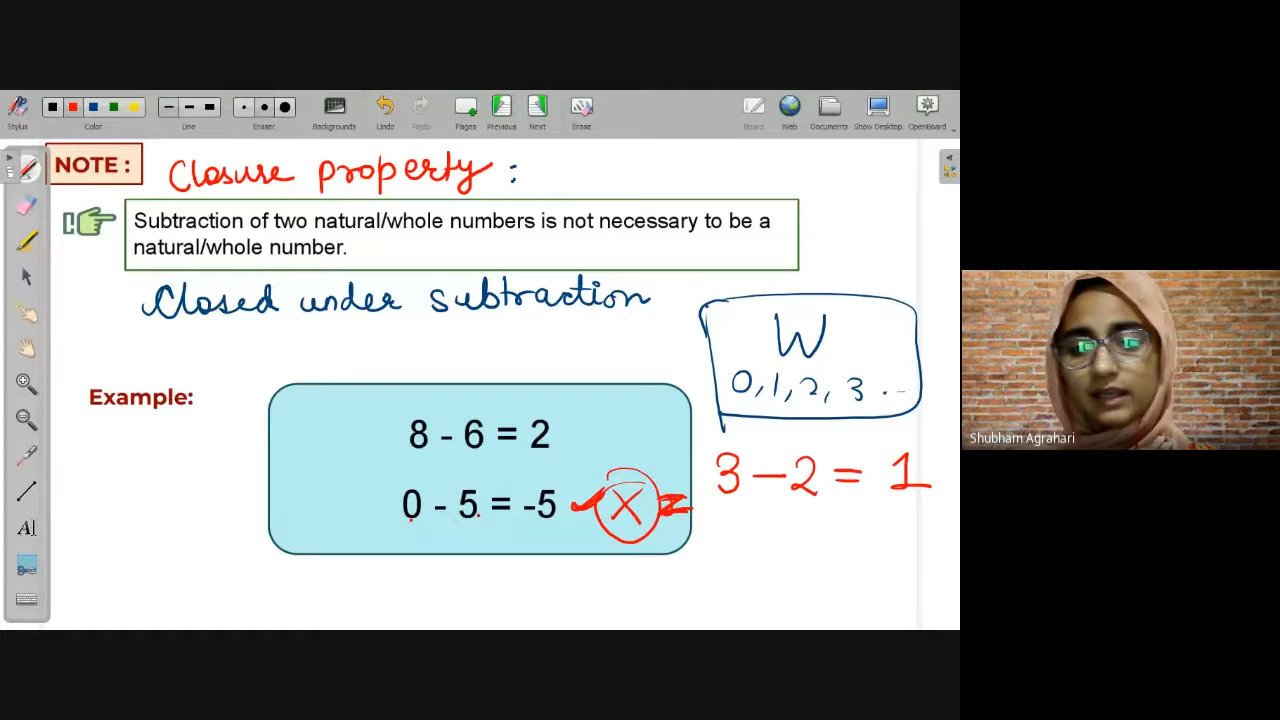 Stylus
Color
Line
Eraser
Backgrounds
Undo
Redo
Pages
Previous
Next
Erase
Board
Web
Documents
Show Desktop
OpenBoard
NOTE :
Closure property :
Subtraction of two natural/whole numbers is not necessary to be a
natural/whole number.
Closed under subtraction
W
0, 1, 2, 3 ...
Example:
8 - 6 = 2
0 - 5 = -5
3 - 2 = 1
AI
Shubham Agrahari